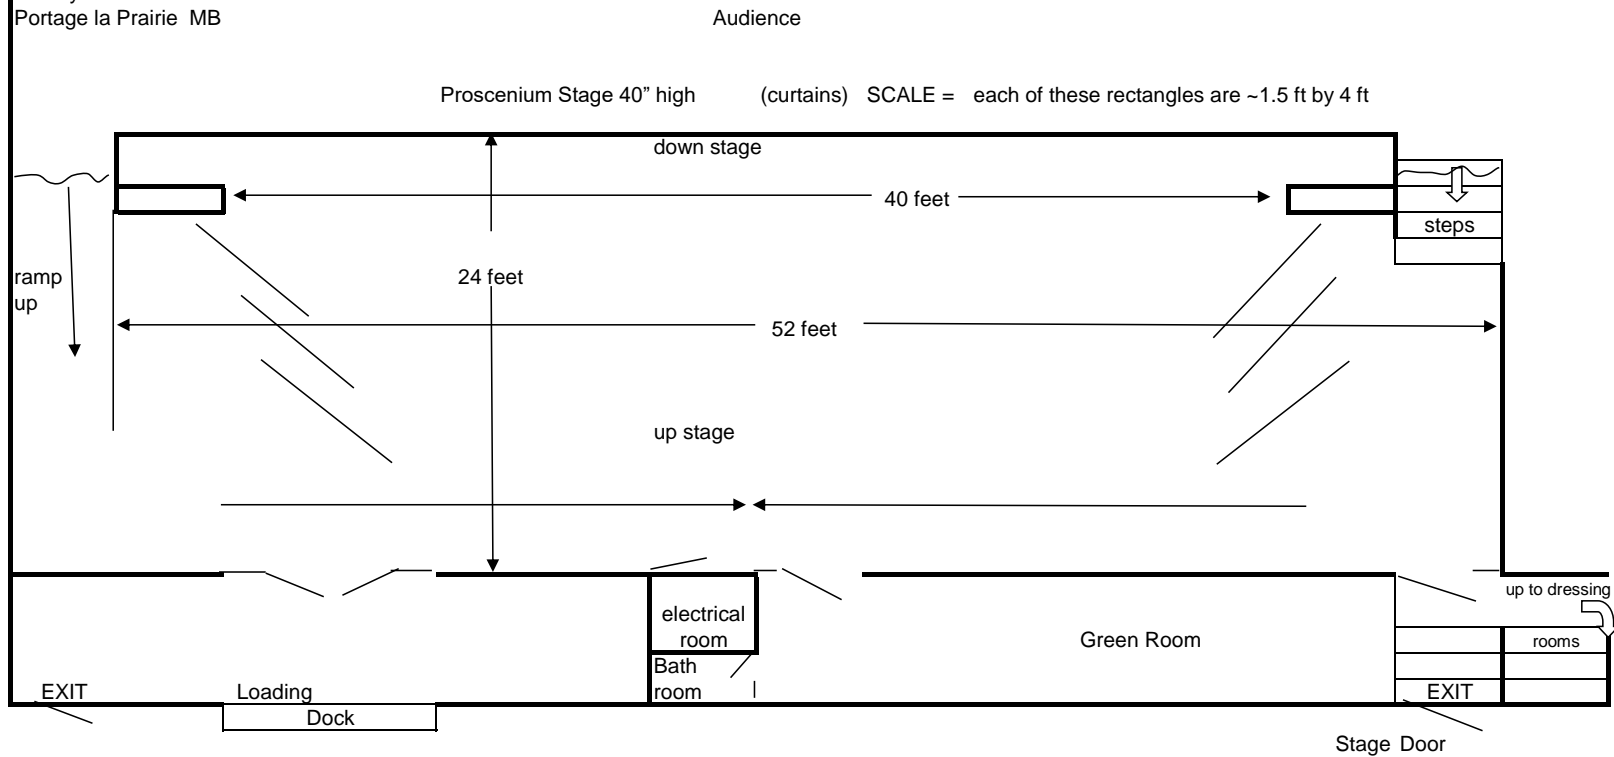 Portage la Prairie MB
Audience
Proscenium Stage 40” high (curtains) SCALE = each of these rectangles are ~1.5 ft by 4 ft
down stage
40 feet
steps
ramp
up
24 feet
52 feet
up stage
up to dressing
rooms
electrical
room
Green Room
Bath
room
EXIT
Loading
Dock
EXIT
Stage Door